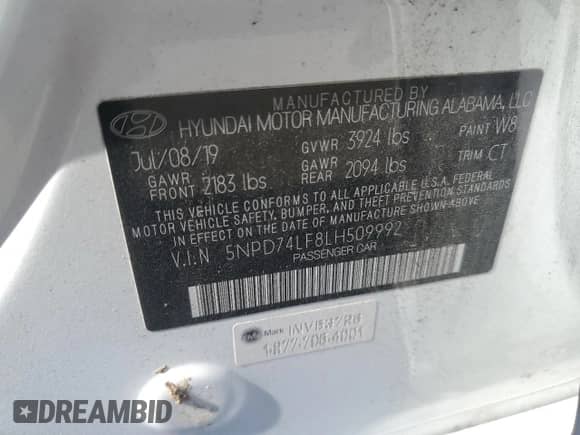 MANUFACTURED BY
HYUNDAI MOTOR MANUFACTURING ALABAMA, LLC
Jul/08/19 GVWR 3924 lbs PAINT W8
GAWR FRONT 2183 lbs GAWR REAR 2094 lbs TRIM CT
THIS VEHICLE CONFORMS TO ALL APPLICABLE U.S.A. FEDERAL
MOTOR VEHICLE SAFETY, BUMPER, AND THEFT PREVENTION
STANDARDS IN EFFECT ON THE DATE OF MANUFACTURE SHOWN ABOVE.
V.I.N 5NPD74LF8LH509992
PASSENGER CAR
Mark
DREAMBID